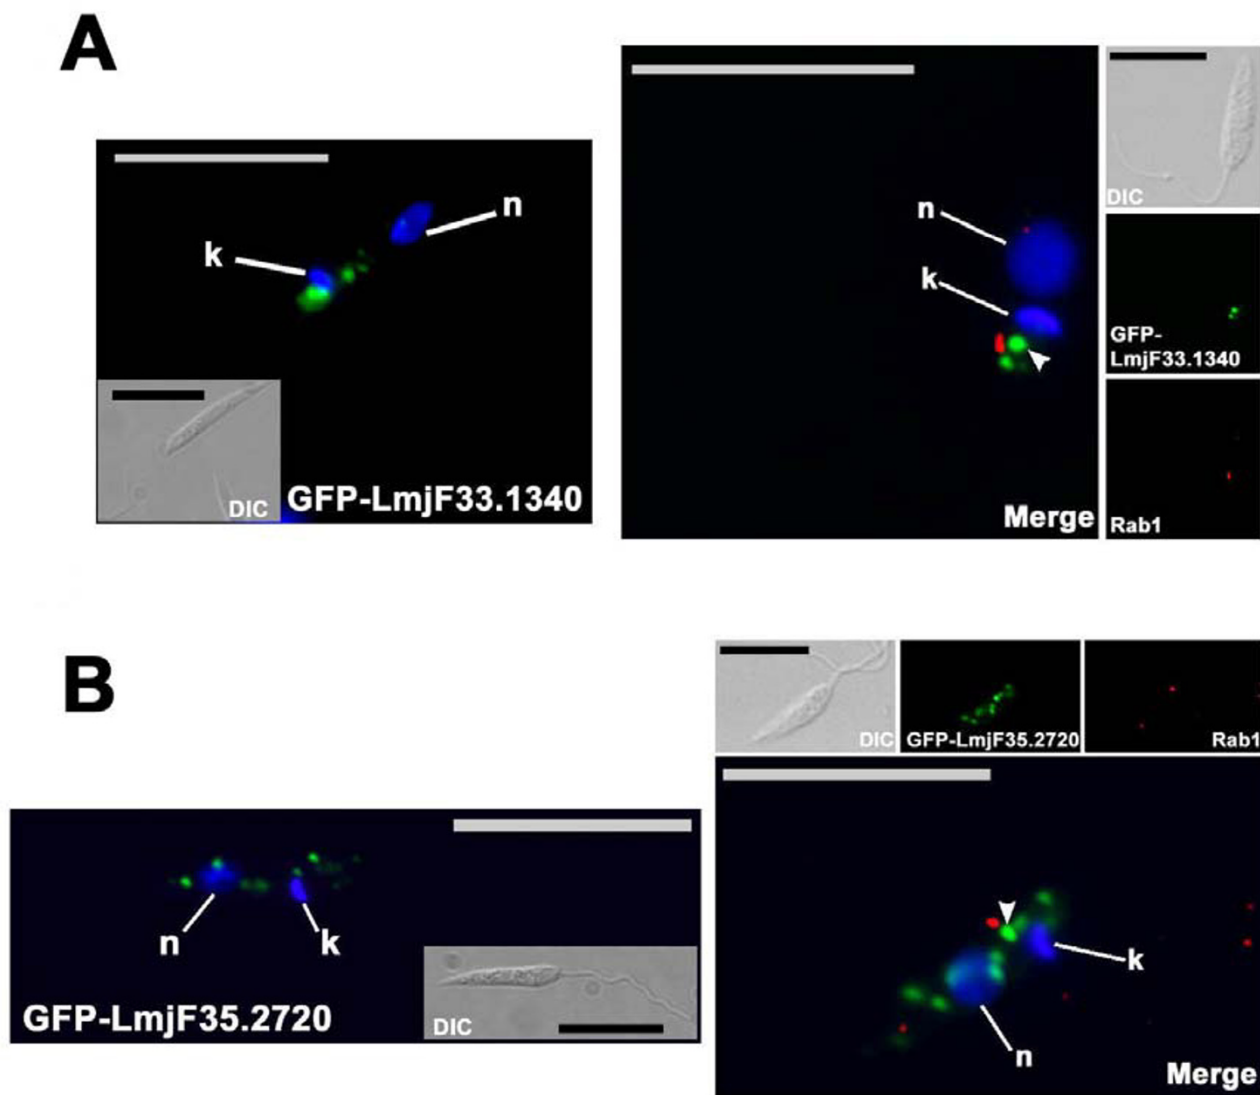 A
n
k
DIC
GFP-LmjF33.1340
n
k
Merge
DIC
GFP-
LmjF33.1340
Rab1
B
n
k
GFP-LmjF35.2720
DIC
DIC
GFP-LmjF35.2720
Rab1
k
n
Merge